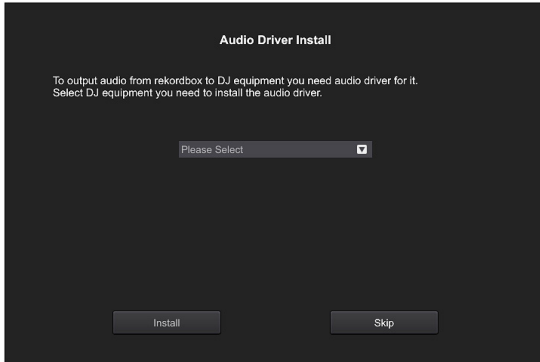 Audio Driver Install
To output audio from rekordbox to DJ equipment you need audio driver for it.
Select DJ equipment you need to install the audio driver.
Please Select
Install
Skip